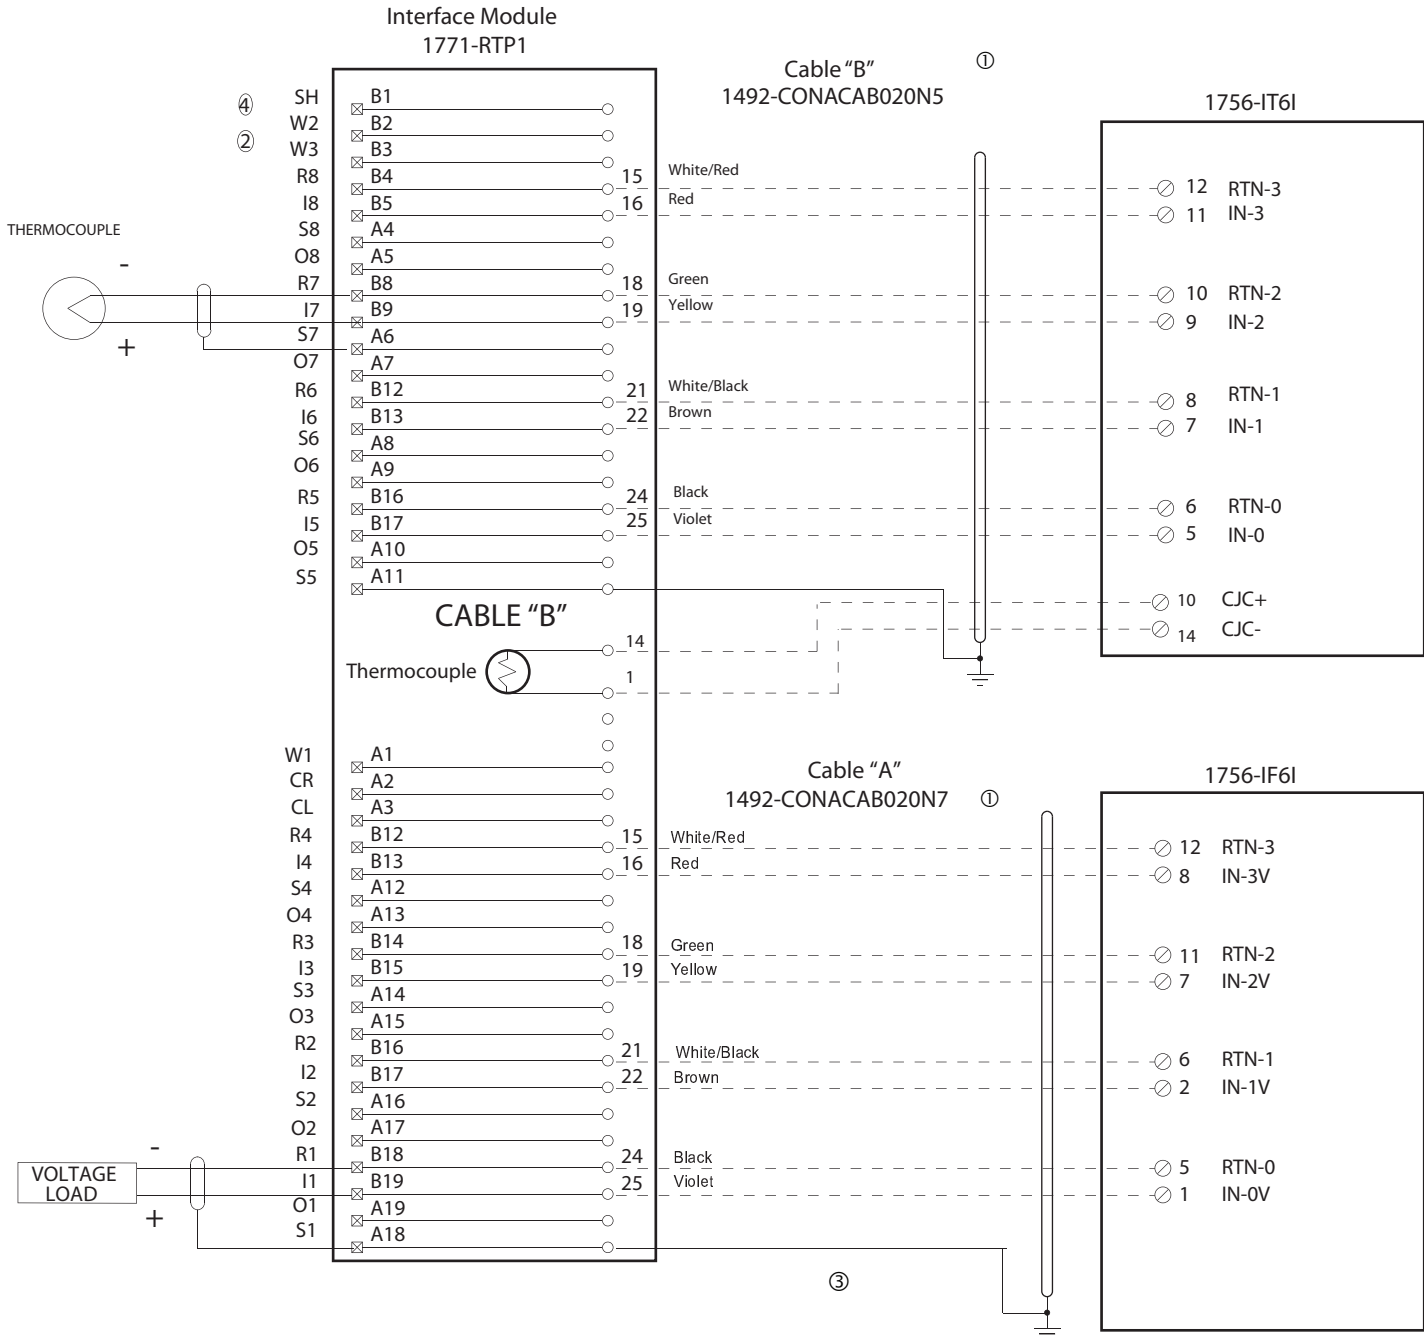 Interface Module
1771-RTP1
Cable “B”
1492-CONACAB020N5
①
1756-IT6I
④
②
THERMOCOUPLE
-
+
SH B1
W2 B2
W3 B3
R8 B4 15 White/Red 12 RTN-3
I8 B5 16 Red 11 IN-3
S8 A4
O8 A5
R7 B8 18 Green 10 RTN-2
I7 B9 19 Yellow 9 IN-2
S7 A6
O7 A7
R6 B12 21 White/Black 8 RTN-1
I6 B13 22 Brown 7 IN-1
S6 A8
O6 A9
R5 B16 24 Black 6 RTN-0
I5 B17 25 Violet 5 IN-0
O5 A10
S5 A11
10 CJC+
14 CJC-
CABLE “B”
Thermocouple
14
1
Cable “A”
1492-CONACAB020N7
①
1756-IF6I
W1 A1
CR A2
CL A3
R4 B12 15 White/Red 12 RTN-3
I4 B13 16 Red 8 IN-3V
S4 A12
O4 A13
R3 B14 18 Green 11 RTN-2
I3 B15 19 Yellow 7 IN-2V
S3 A14
O3 A15
R2 B16 21 White/Black 6 RTN-1
I2 B17 22 Brown 2 IN-1V
S2 A16
O2 A17
R1 B18 24 Black 5 RTN-0
I1 B19 25 Violet 1 IN-0V
O1 A19
S1 A18
-
VOLTAGE
LOAD
+
③